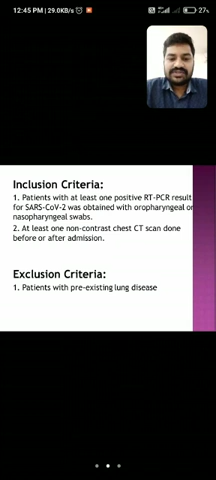 12:45 PM | 29.0KB/s
27%
Inclusion Criteria:
1. Patients with at least one positive RT-PCR result
for SARS-CoV-2 was obtained with oropharyngeal or
nasopharyngeal swabs.
2. At least one non-contrast chest CT scan done
before or after admission.
Exclusion Criteria:
1. Patients with pre-existing lung disease